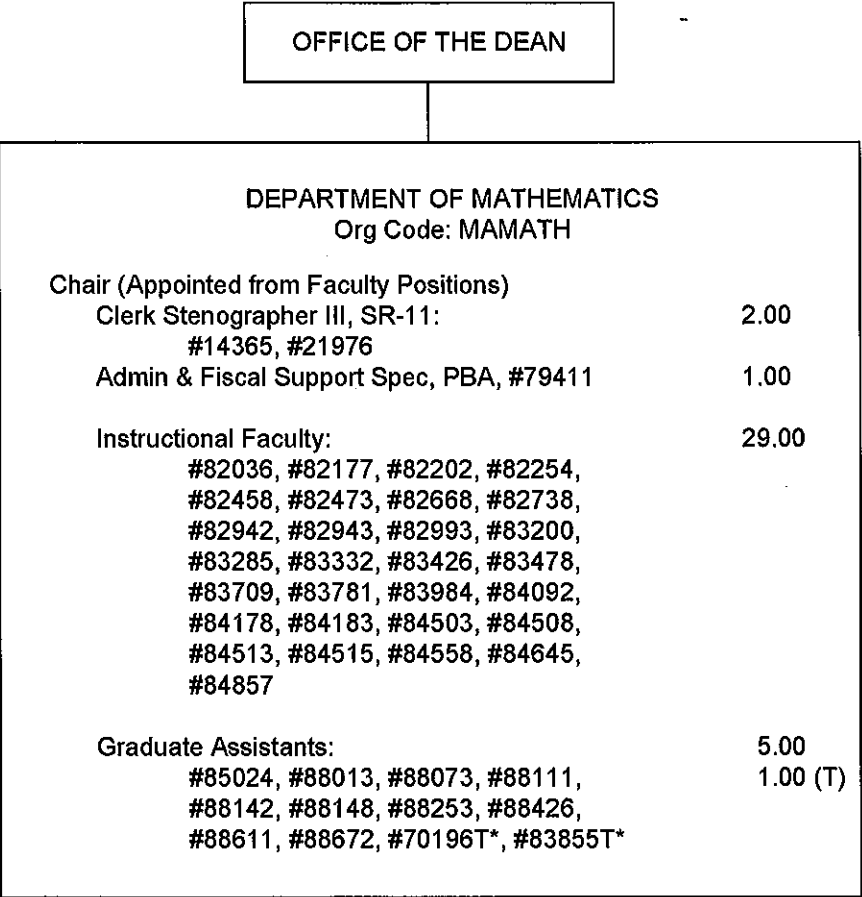 OFFICE OF THE DEAN
DEPARTMENT OF MATHEMATICS
Org Code: MAMATH
Chair (Appointed from Faculty Positions)
Clerk Stenographer III, SR-11: 2.00
#14365, #21976
Admin & Fiscal Support Spec, PBA, #79411 1.00
Instructional Faculty: 29.00
#82036, #82177, #82202, #82254,
#82458, #82473, #82668, #82738,
#82942, #82943, #82993, #83200,
#83285, #83332, #83426, #83478,
#83709, #83781, #83984, #84092,
#84178, #84183, #84503, #84508,
#84513, #84515, #84558, #84645,
#84857
Graduate Assistants: 5.00
#85024, #88013, #88073, #88111, 1.00 (T)
#88142, #88148, #88253, #88426,
#88611, #88672, #70196T*, #83855T*